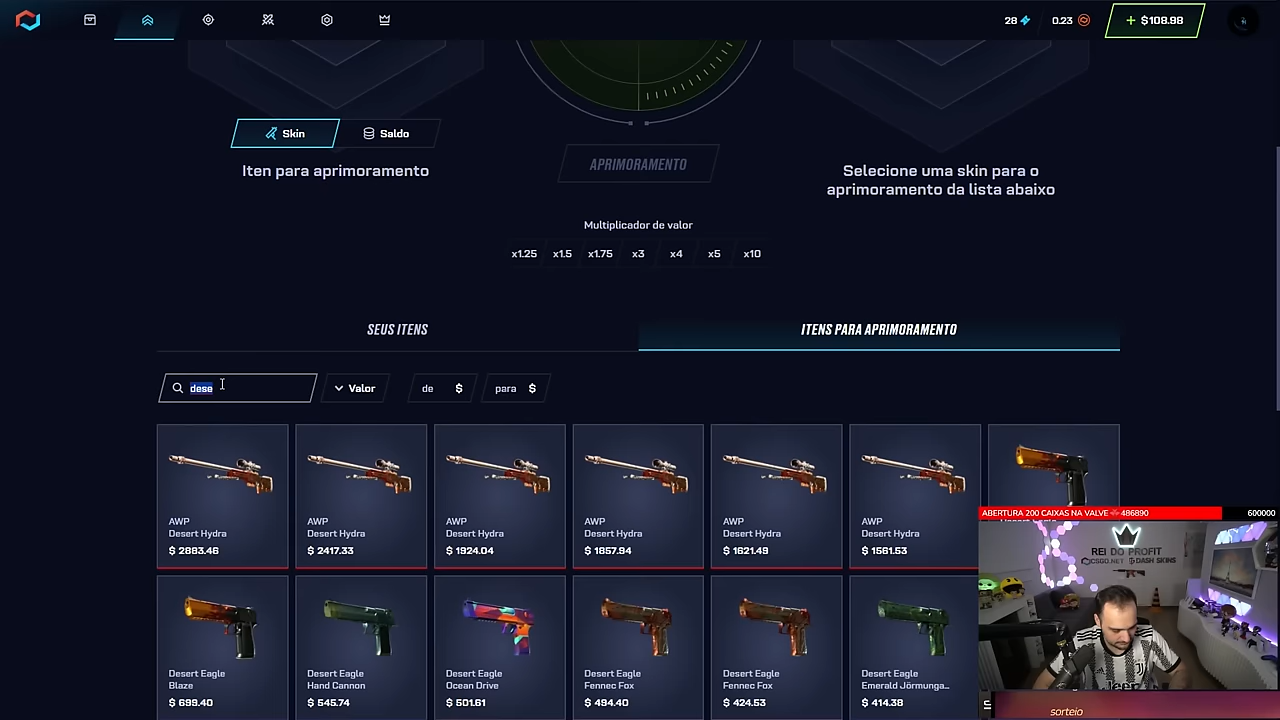 28
0.23
+ $108.98
Skin
Saldo
Iten para aprimoramento
APRIMORAMENTO
Selecione uma skin para o
aprimoramento da lista abaixo
Multiplicador de valor
x1.25 x1.5 x1.75 x3 x4 x5 x10
SEUS ITENS
ITENS PARA APRIMORAMENTO
dese
Valor
de $
para $
AWP
Desert Hydra
$ 2883.46
AWP
Desert Hydra
$ 2417.33
AWP
Desert Hydra
$ 1924.04
AWP
Desert Hydra
$ 1657.94
AWP
Desert Hydra
$ 1621.49
AWP
Desert Hydra
$ 1561.53
ABERTURA 200 CAIXAS NA VALVE 486890
600000
REI DO PROFIT
CSGO.NET DASH SKINS
Desert Eagle
Blaze
$ 699.40
Desert Eagle
Hand Cannon
$ 545.74
Desert Eagle
Ocean Drive
$ 501.61
Desert Eagle
Fennec Fox
$ 494.40
Desert Eagle
Fennec Fox
$ 424.53
Desert Eagle
Emerald Jörmunga...
$ 414.38
sorteio